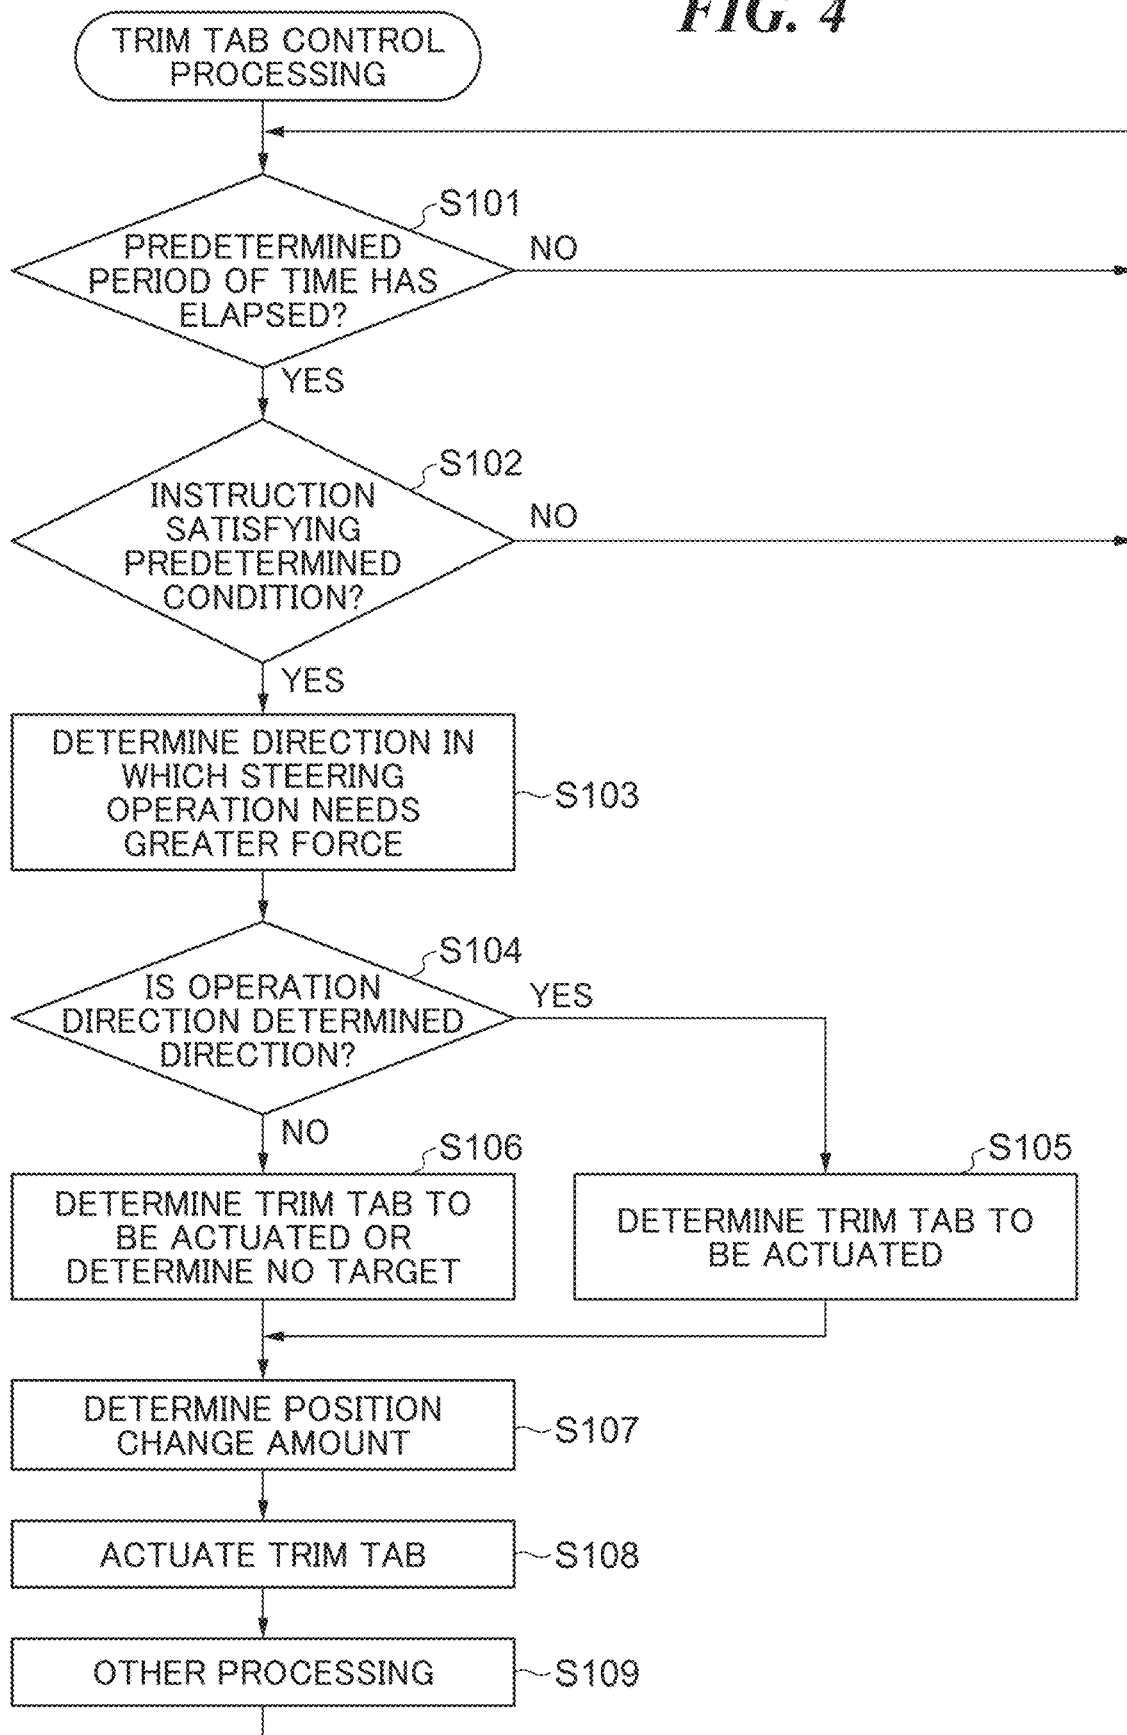 FIG. 4
TRIM TAB CONTROL
PROCESSING
S101
PREDETERMINED
PERIOD OF TIME HAS
ELAPSED?
NO
YES
S102
INSTRUCTION
SATISFYING
PREDETERMINED
CONDITION?
NO
YES
DETERMINE DIRECTION IN
WHICH STEERING
OPERATION NEEDS
GREATER FORCE
S103
S104
IS OPERATION
DIRECTION DETERMINED
DIRECTION?
YES
NO
S106
DETERMINE TRIM TAB TO
BE ACTUATED OR
DETERMINE NO TARGET
S105
DETERMINE TRIM TAB TO
BE ACTUATED
DETERMINE POSITION
CHANGE AMOUNT
S107
ACTUATE TRIM TAB
S108
OTHER PROCESSING
S109